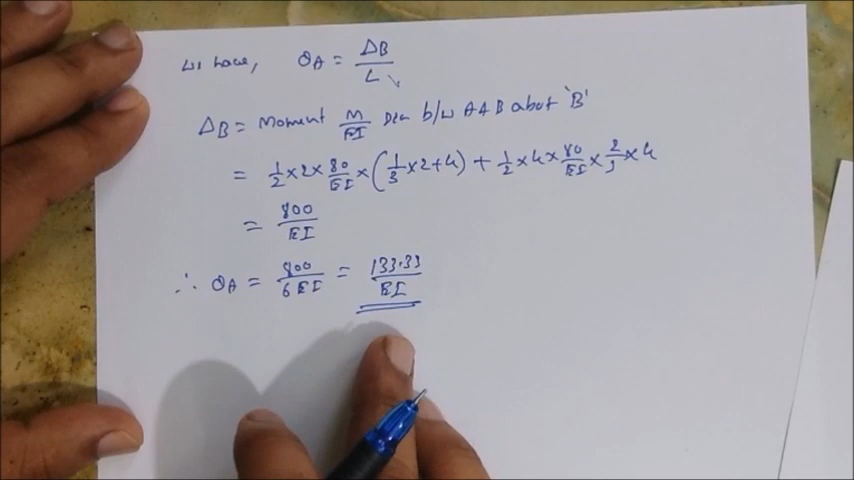 We have, θA = ΔB / L
ΔB = Moment M/EI Dia b/w A & B about 'B'
= 1/2 × 2 × 80/EI × (1/3 × 2 + 4) + 1/2 × 4 × 80/EI × 2/3 × 4
= 800/EI
∴ θA = 800/6EI = 133.33/EI